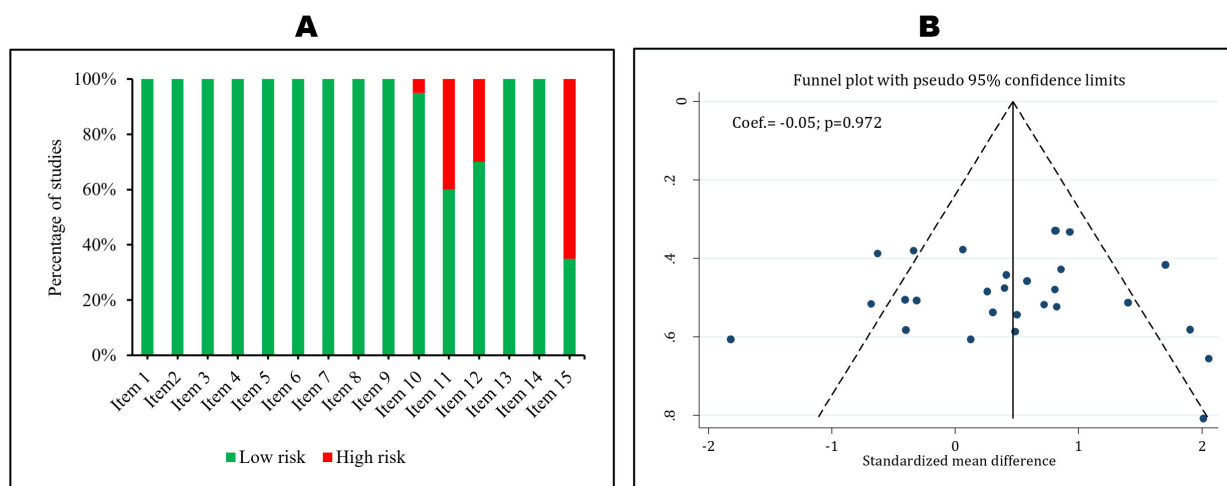 A
100%
80%
60%
40%
20%
0%
Percentage of studies
Item 1
Item2
Item 3
Item 4
Item 5
Item 6
Item 7
Item 8
Item 9
Item 10
Item 11
Item 12
Item 13
Item 14
Item 15
Low risk High risk
B
Funnel plot with pseudo 95% confidence limits
Coef.= -0.05; p=0.972
0
.2
.4
.6
.8
-2 -1 0 1 2
Standardized mean difference